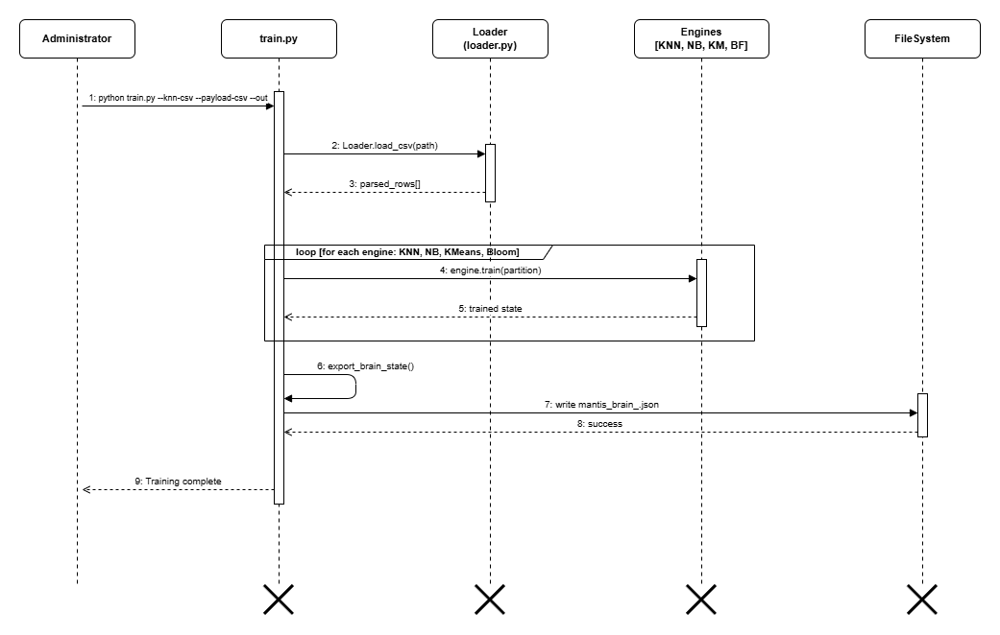 Administrator
train.py
Loader
(loader.py)
Engines
[KNN, NB, KM, BF]
FileSystem
1: python train.py --knn-csv --payload-csv --out
2: Loader.load_csv(path)
3: parsed_rows[]
loop [for each engine: KNN, NB, KMeans, Bloom]
4: engine.train(partition)
5: trained state
6: export_brain_state()
7: write mantis_brain_.json
8: success
9: Training complete